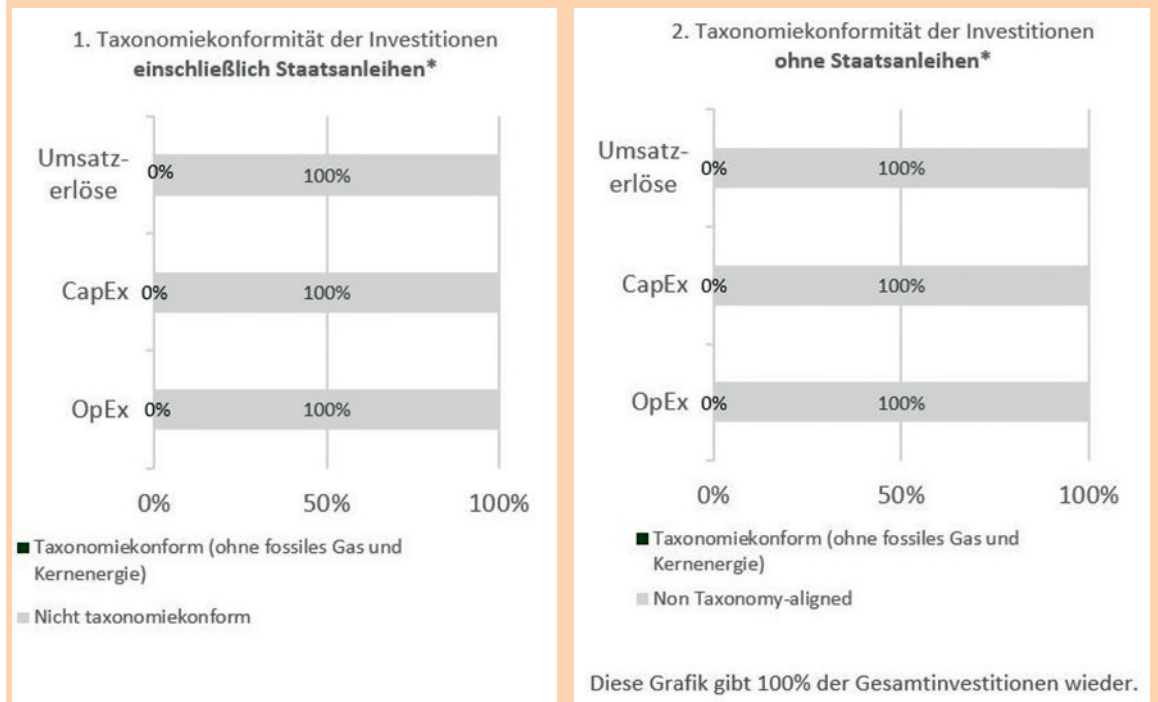 1. Taxonomiekonformität der Investitionen
einschließlich Staatsanleihen*
Umsatz-
erlöse
0%
100%
CapEx
0%
100%
OpEx
0%
100%
0%
50%
100%
Taxonomiekonform (ohne fossiles Gas und
Kernenergie)
Nicht taxonomiekonform
2. Taxonomiekonformität der Investitionen
ohne Staatsanleihen*
Umsatz-
erlöse
0%
100%
CapEx
0%
100%
OpEx
0%
100%
0%
50%
100%
Taxonomiekonform (ohne fossiles Gas und
Kernenergie)
Non Taxonomy-aligned
Diese Grafik gibt 100% der Gesamtinvestitionen wieder.